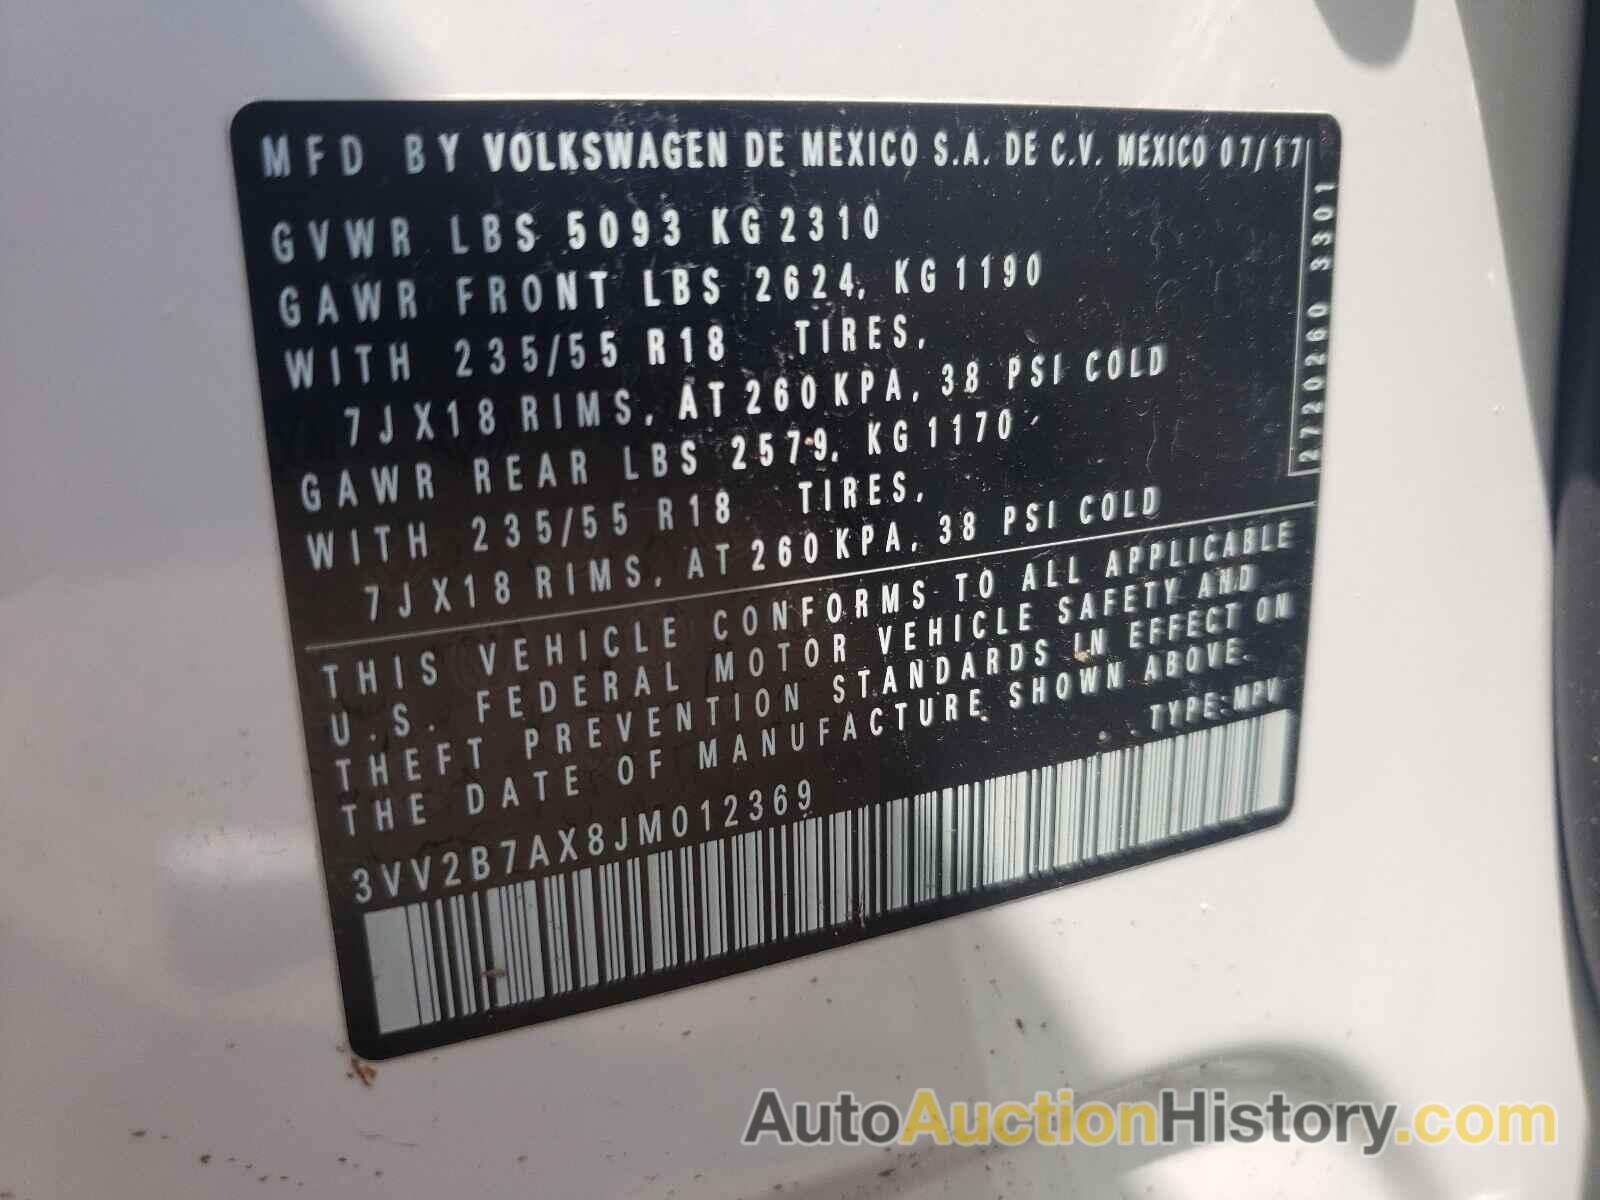 MFD BY VOLKSWAGEN DE MEXICO S.A. DE C.V. MEXICO 07/17
GVWR LBS 5093 KG 2310
GAWR FRONT LBS 2624, KG 1190
WITH 235/55 R18 TIRES,
7JX18 RIMS, AT 260 KPA, 38 PSI COLD
GAWR REAR LBS 2579, KG 1170
WITH 235/55 R18 TIRES,
7JX18 RIMS, AT 260 KPA, 38 PSI COLD
2720260 3301
THIS VEHICLE CONFORMS TO ALL APPLICABLE
U.S. FEDERAL MOTOR VEHICLE SAFETY AND
THEFT PREVENTION STANDARDS IN EFFECT ON
THE DATE OF MANUFACTURE SHOWN ABOVE.
TYPE: MPV
3VV2B7AX8JM012369
AutoAuctionHistory.com